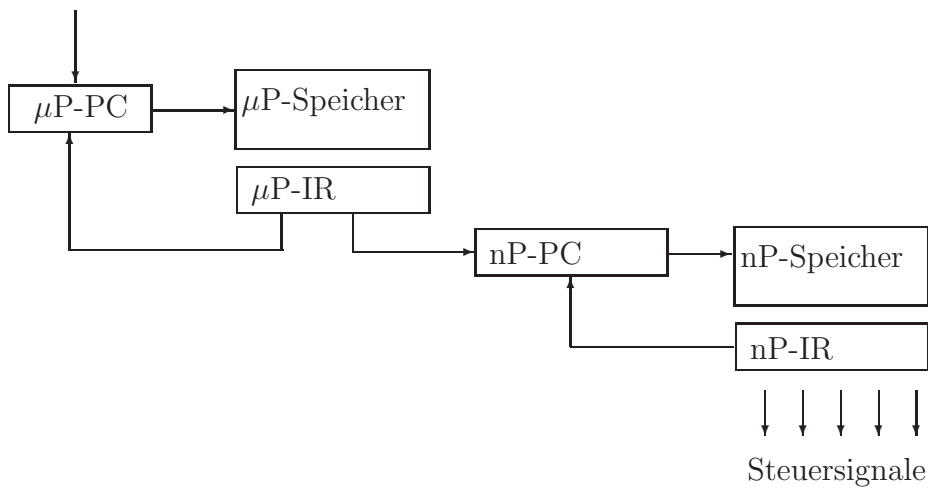 μP-PC
μP-Speicher
μP-IR
nP-PC
nP-Speicher
nP-IR
Steuersignale